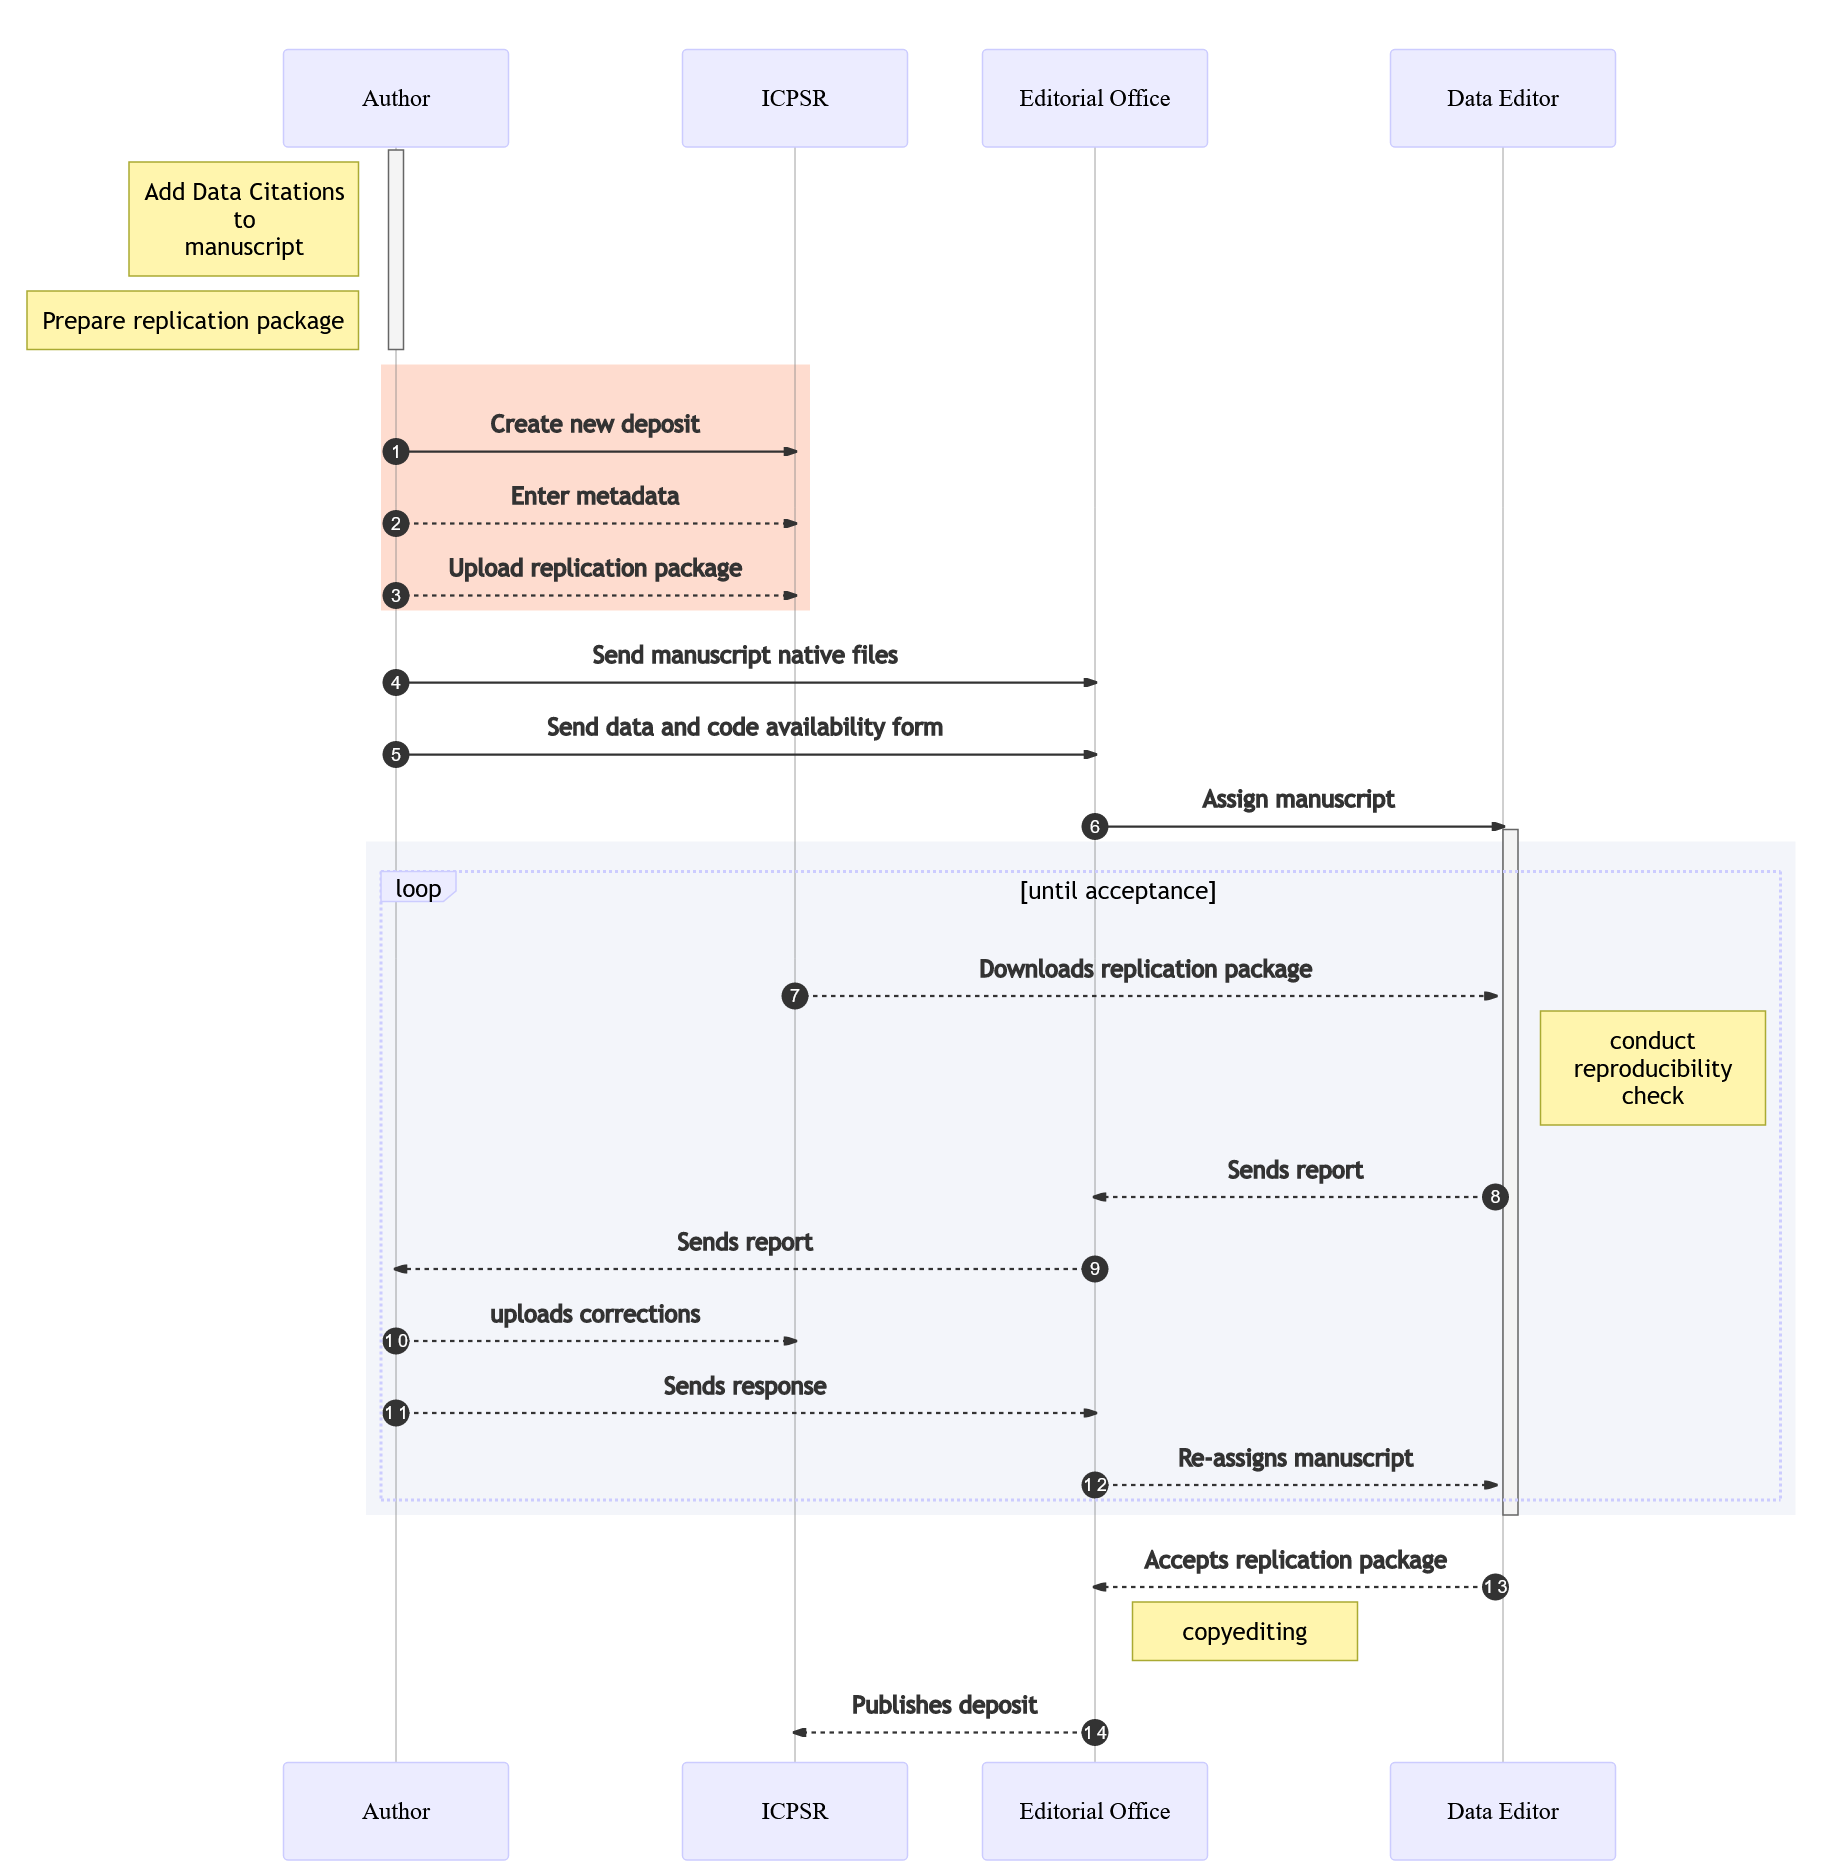 Author
ICPSR
Editorial Office
Data Editor
Add Data Citations
to
manuscript
Prepare replication package
Create new deposit
1
Enter metadata
2
Upload replication package
3
Send manuscript native files
4
Send data and code availability form
5
Assign manuscript
6
loop
[until acceptance]
Downloads replication package
7
conduct
reproducibility
check
Sends report
8
Sends report
9
uploads corrections
10
Sends response
11
Re-assigns manuscript
12
Accepts replication package
13
copyediting
Publishes deposit
14
Author
ICPSR
Editorial Office
Data Editor